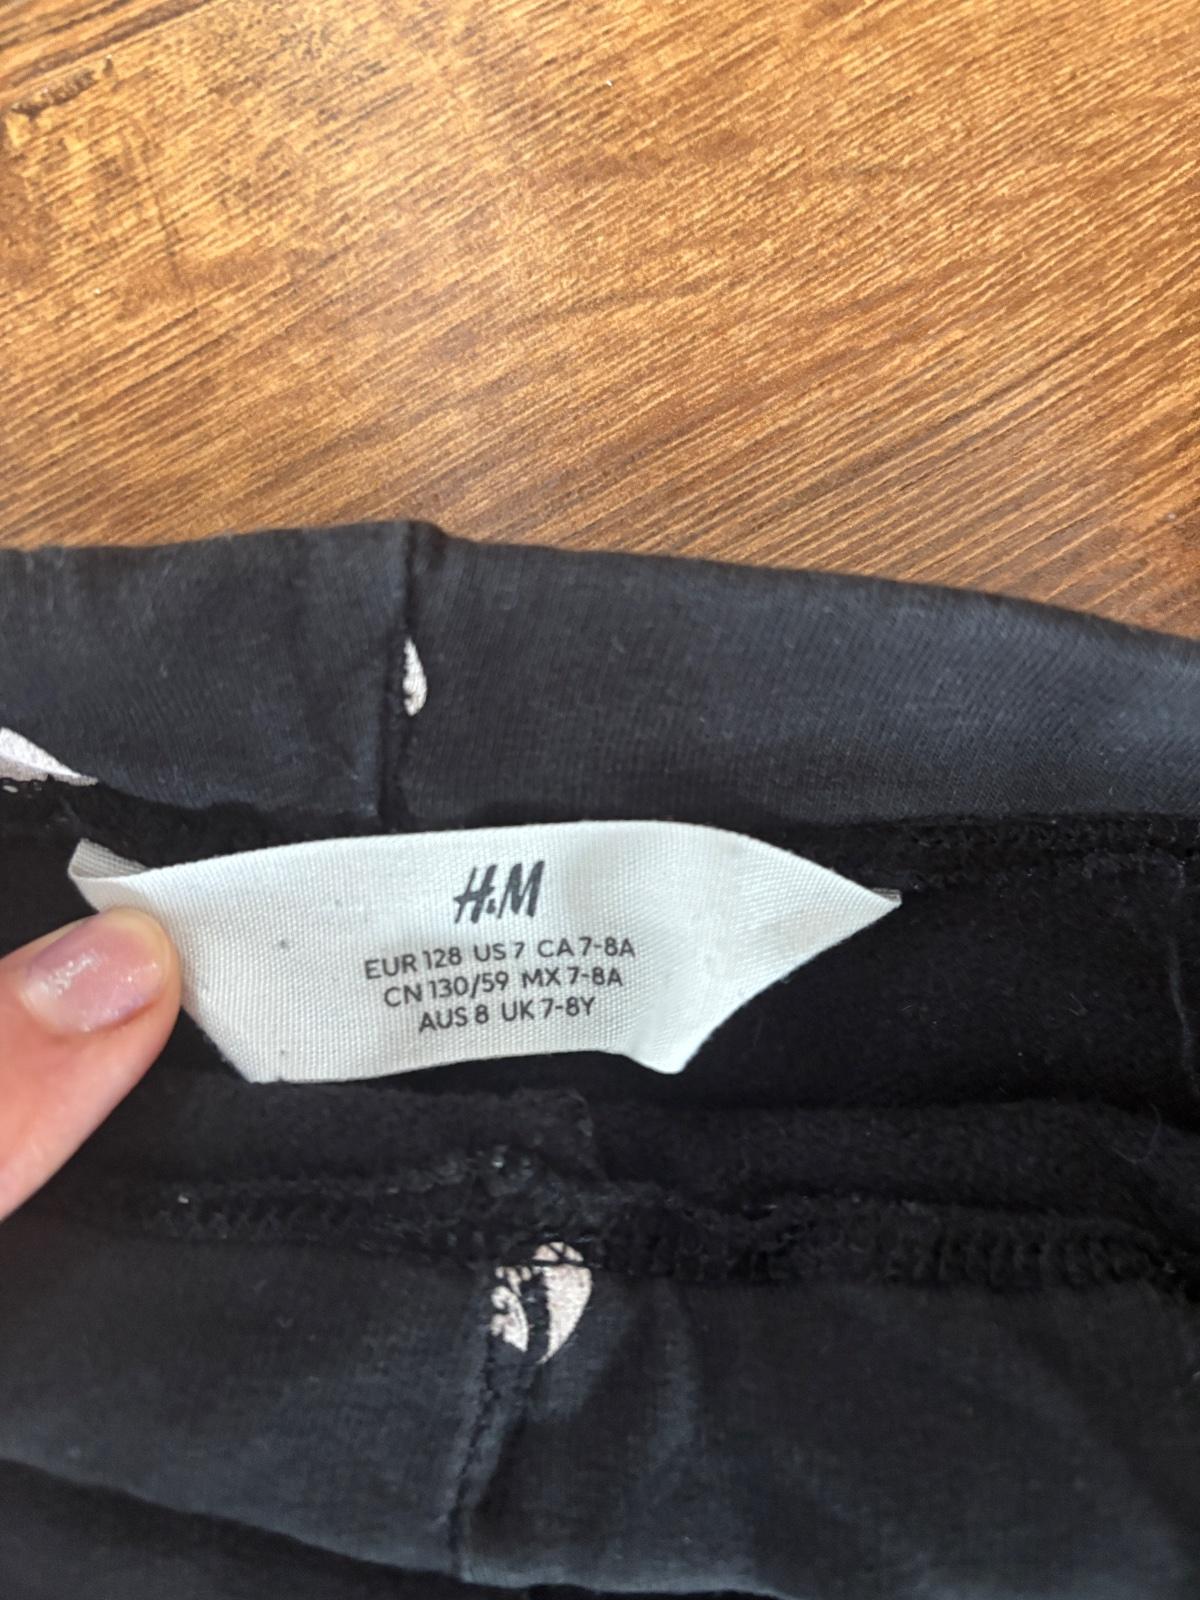 H&M
EUR 128 US 7 CA 7-8A
CN 130/59 MX 7-8A
AUS 8 UK 7-8Y